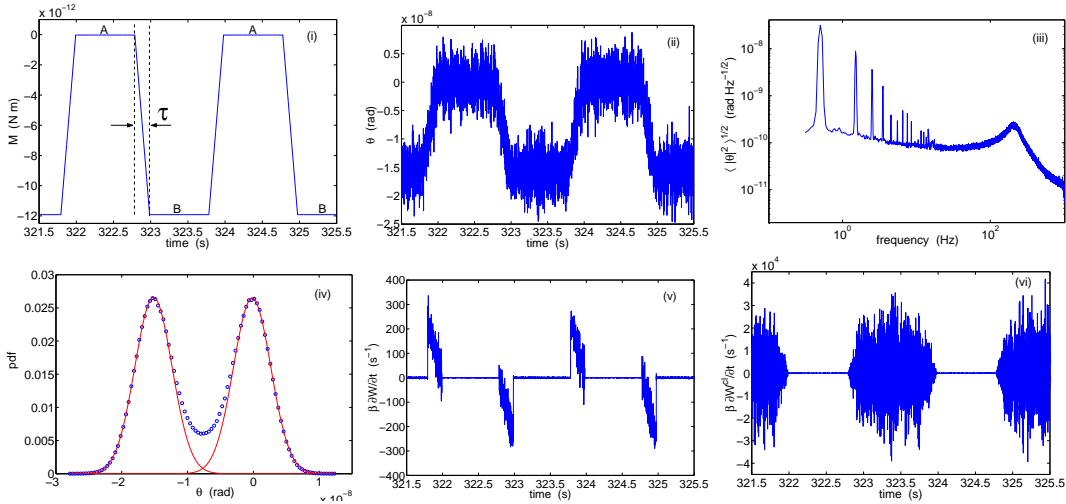 x 10⁻¹²
A A (i)
0
−2
−4
−6
−8
−10
−12
M (N m)
τ
B B
321.5 322 322.5 323 323.5 324 324.5 325 325.5
time (s)
x 10⁻⁸
(ii)
1
0.5
0
−0.5
−1
−1.5
−2
−2.5
θ (rad)
321.5 322 322.5 323 323.5 324 324.5 325 325.5
time (s)
(iii)
10⁻⁸
10⁻⁹
10⁻¹⁰
10⁻¹¹
⟨ |θ|² ⟩^1/2 (rad Hz^−1/2)
10⁰ 10²
frequency (Hz)
(iv)
0.03
0.025
0.02
0.015
0.01
0.005
0
pdf
−3 −2 −1 0 1
θ (rad)
x 10⁻⁸
(v)
400
300
200
100
0
−100
−200
−300
−400
β ∂W/∂t (s⁻¹)
321.5 322 322.5 323 323.5 324 324.5 325 325.5
time (s)
x 10⁴
(vi)
4
3
2
1
0
−1
−2
−3
−4
β ∂W^cl/∂t (s⁻¹)
321.5 322 322.5 323 323.5 324 324.5 325 325.5
time (s)